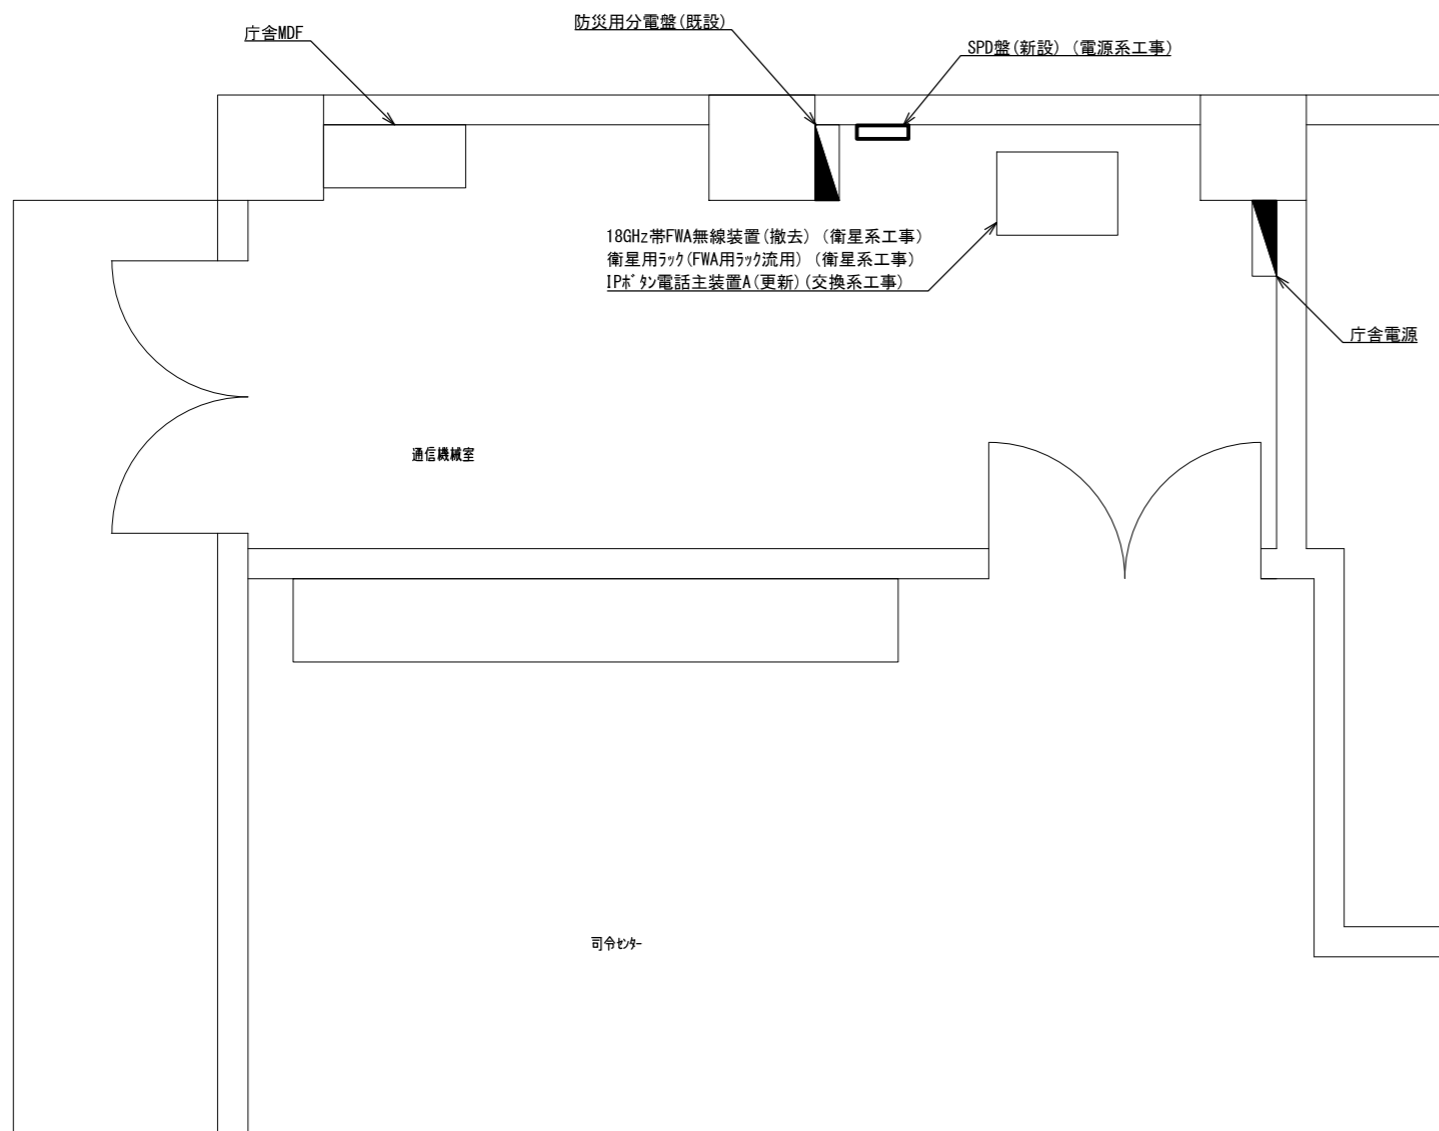 防災用分電盤(既設)
庁舎MDF
SPD盤(新設) (電源系工事)
18GHz帯FWA無線装置(撤去) (衛星系工事)
衛星用ﾗｯｸ(FWA用ﾗｯｸ流用) (衛星系工事)
IPﾎﾞﾀﾝ電話主装置A(更新)(交換系工事)
庁舎電源
通信機械室
司令ｾﾝﾀｰ